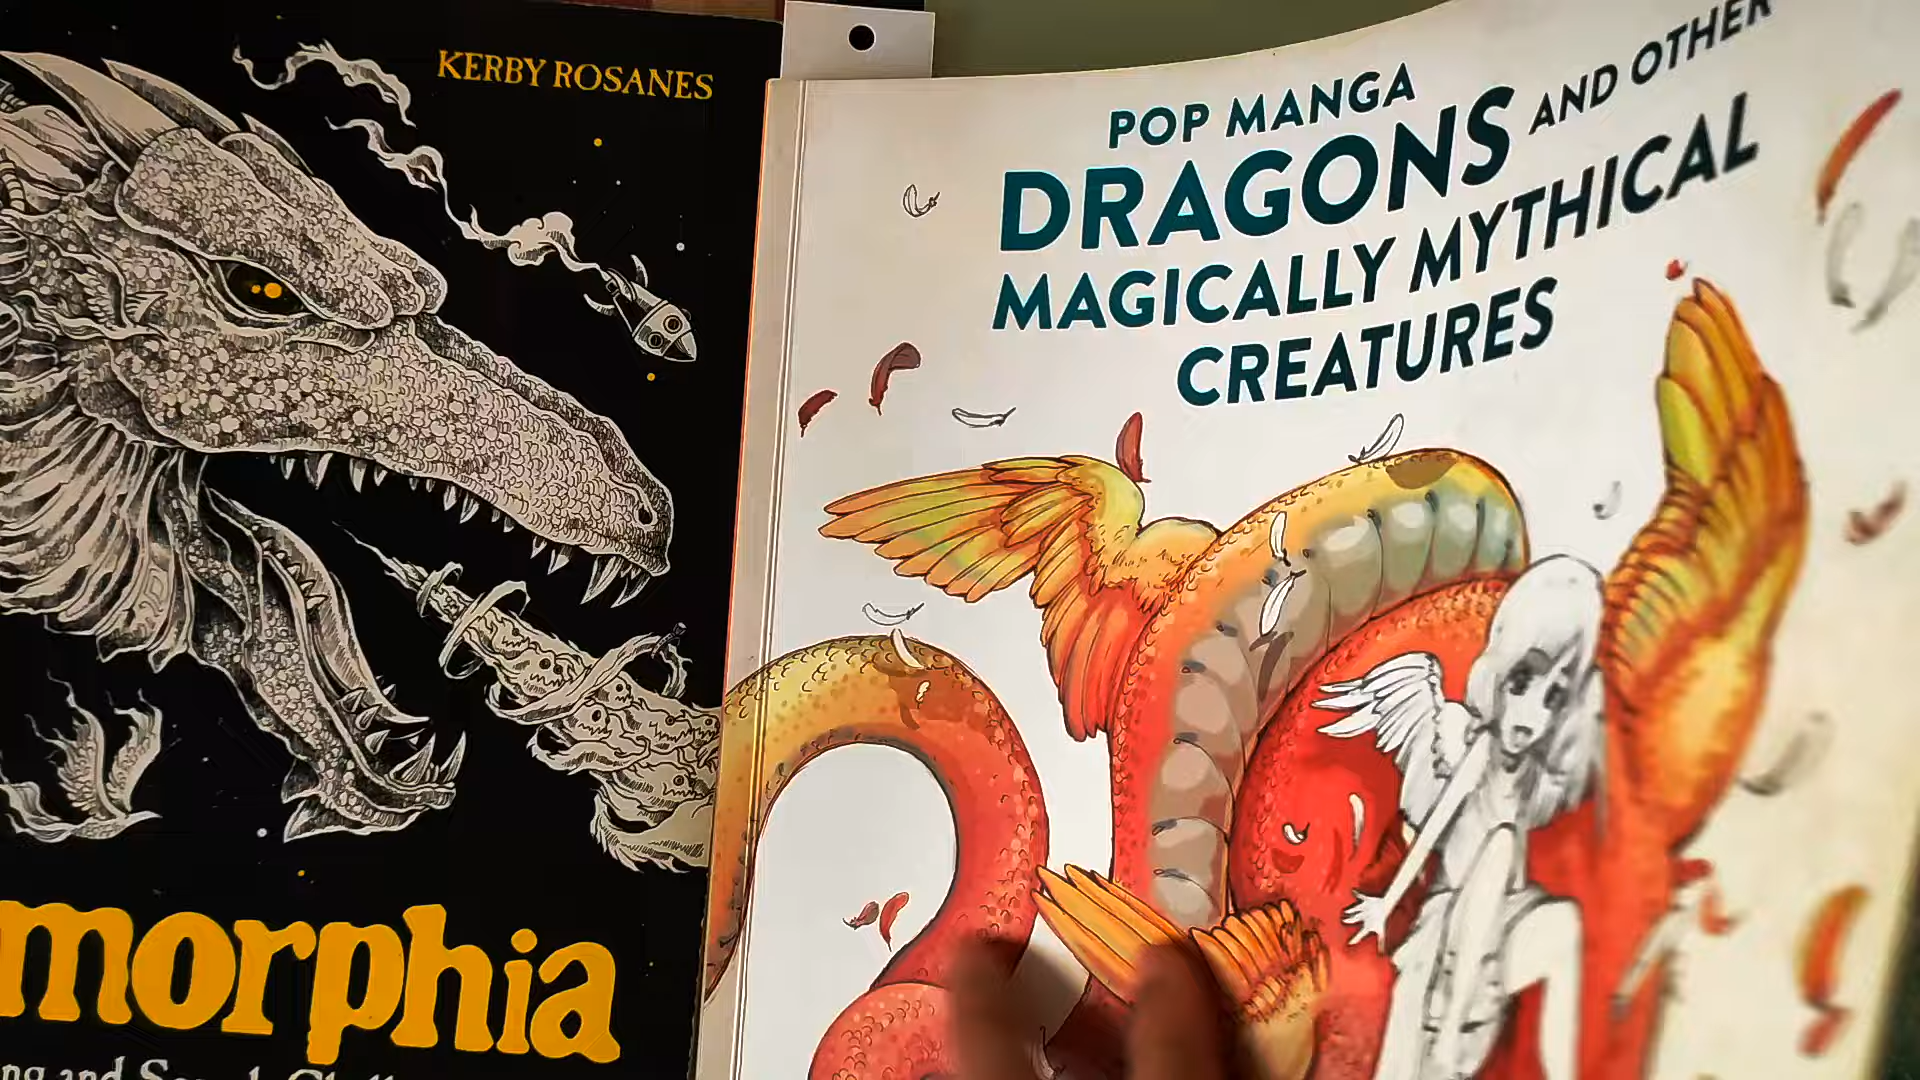 KERBY ROSANES
morphia
POP MANGA
DRAGONS AND OTHER
MAGICALLY MYTHICAL
CREATURES